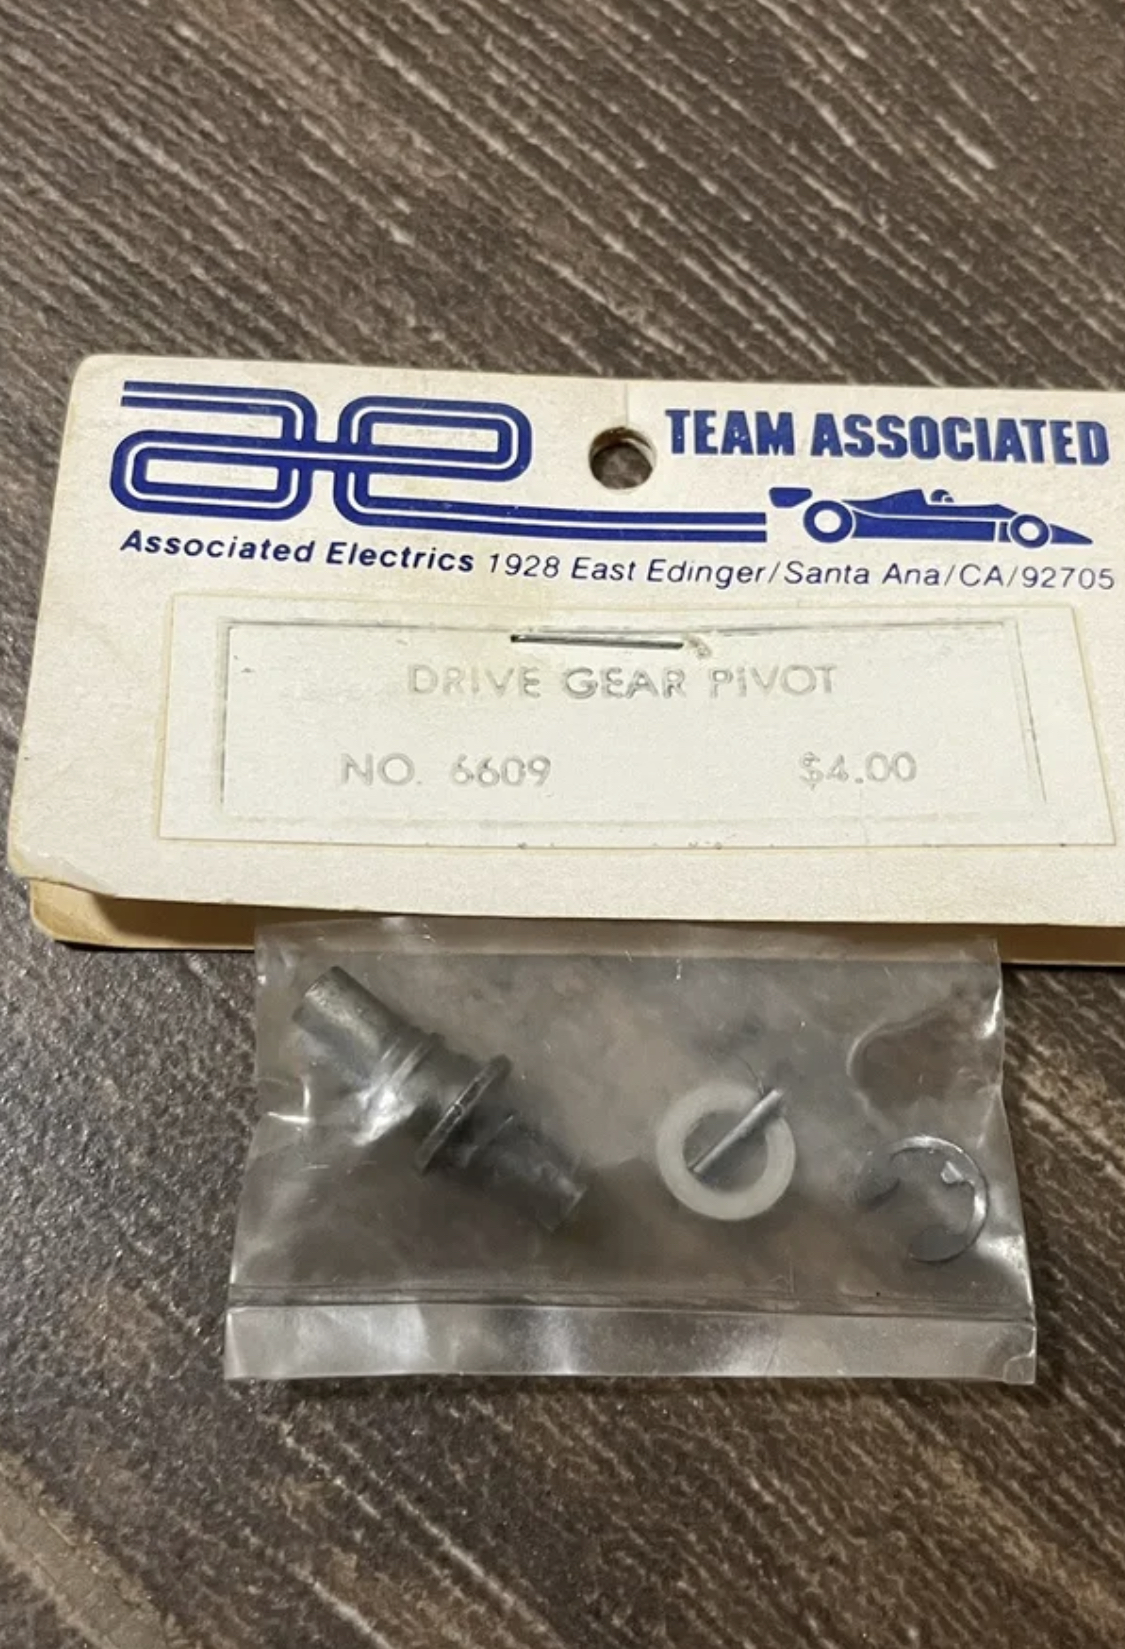 ae
TEAM ASSOCIATED
Associated Electrics 1928 East Edinger/Santa Ana/CA/92705
DRIVE GEAR PIVOT
NO. 6609 $4.00